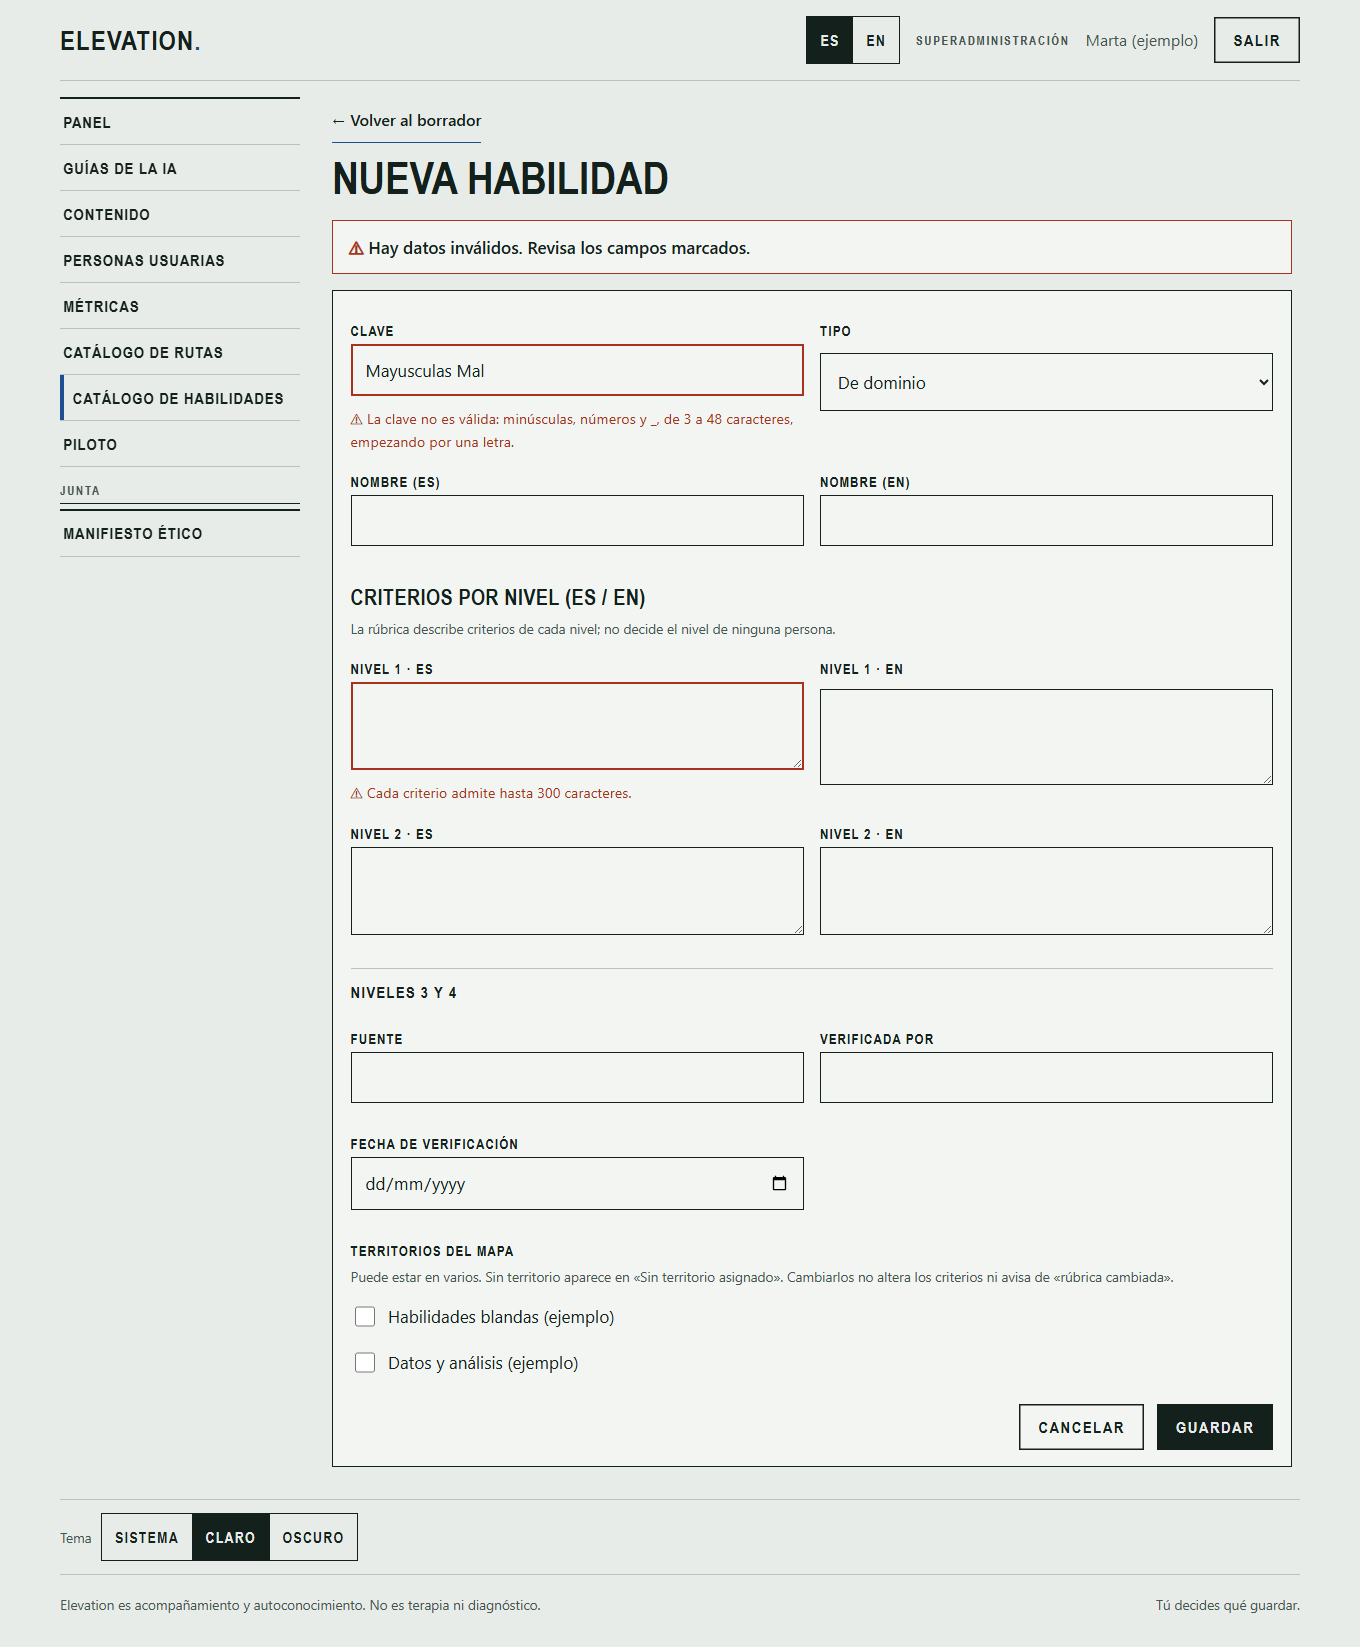 ELEVATION.
ES EN SUPERADMINISTRACIÓN Marta (ejemplo) SALIR
PANEL
GUÍAS DE LA IA
CONTENIDO
PERSONAS USUARIAS
MÉTRICAS
CATÁLOGO DE RUTAS
CATÁLOGO DE HABILIDADES
PILOTO
JUNTA
MANIFIESTO ÉTICO
← Volver al borrador
NUEVA HABILIDAD
⚠ Hay datos inválidos. Revisa los campos marcados.
CLAVE
Mayusculas Mal
⚠ La clave no es válida: minúsculas, números y _, de 3 a 48 caracteres,
empezando por una letra.
TIPO
De dominio
NOMBRE (ES)
NOMBRE (EN)
CRITERIOS POR NIVEL (ES / EN)
La rúbrica describe criterios de cada nivel; no decide el nivel de ninguna persona.
NIVEL 1 · ES
⚠ Cada criterio admite hasta 300 caracteres.
NIVEL 1 · EN
NIVEL 2 · ES
NIVEL 2 · EN
NIVELES 3 Y 4
FUENTE
VERIFICADA POR
FECHA DE VERIFICACIÓN
dd/mm/yyyy
TERRITORIOS DEL MAPA
Puede estar en varios. Sin territorio aparece en «Sin territorio asignado». Cambiarlos no altera los criterios ni avisa de «rúbrica cambiada».
Habilidades blandas (ejemplo)
Datos y análisis (ejemplo)
CANCELAR GUARDAR
Tema SISTEMA CLARO OSCURO
Elevation es acompañamiento y autoconocimiento. No es terapia ni diagnóstico.
Tú decides qué guardar.